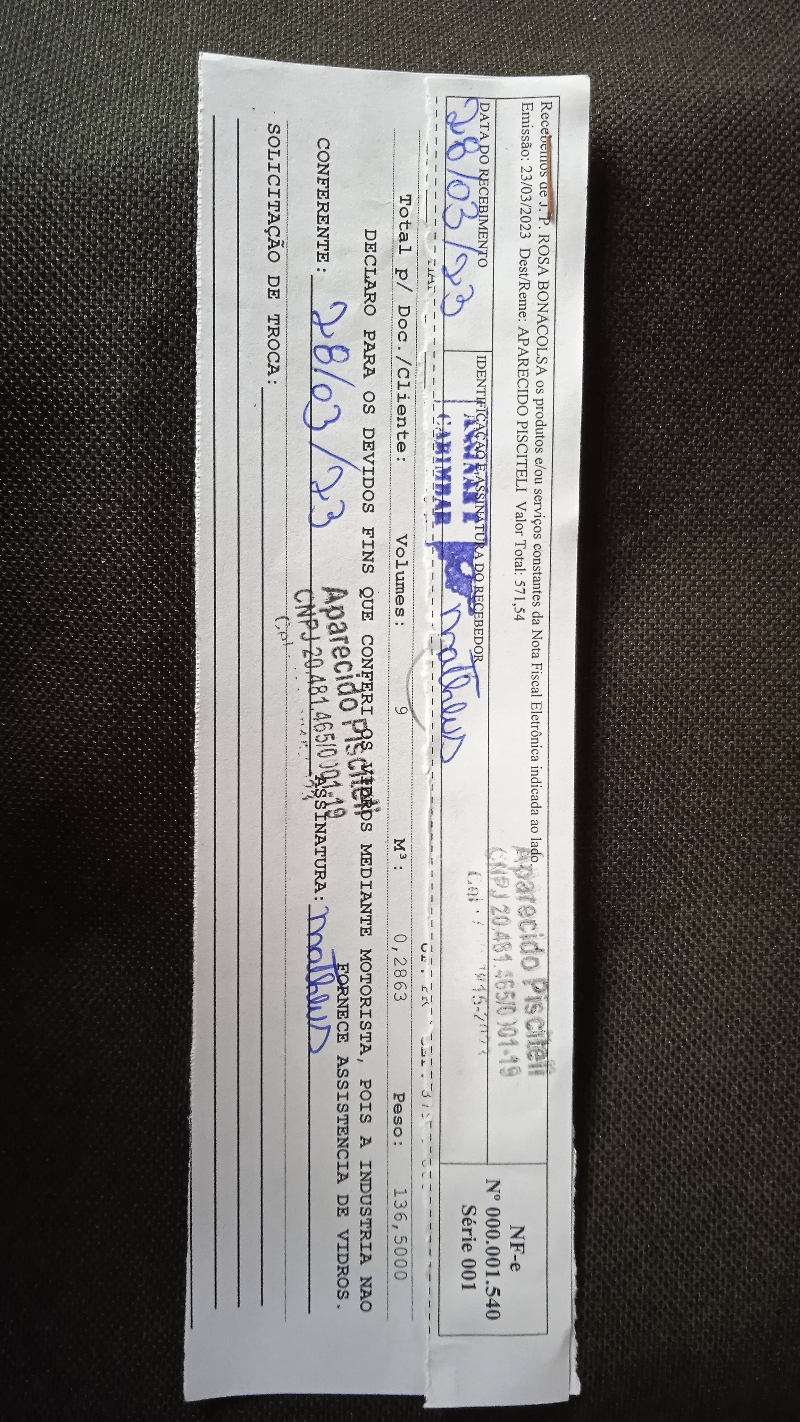 Recebemos de J. P. ROSA BONACOLSA os produtos e/ou serviços constantes da Nota Fiscal Eletrônica indicada ao lado
Emissão: 23/03/2023 Dest/Reme: APARECIDO PISCITELI Valor Total: 571,54
Aparecido Pisciteli
CNPJ 20.481.465/0001-19
NF-e
Nº 000.001.540
Série 001
DATA DO RECEBIMENTO
28/03/23
IDENTIFICAÇÃO E ASSINATURA DO RECEBEDOR
CARIMBAR
Matheus
Total p/ Doc./Cliente: Volumes: 9 M³: 0,2863 Peso: 136,5000
DECLARO PARA OS DEVIDOS FINS QUE CONFERI OS VIDROS MEDIANTE MOTORISTA, POIS A INDUSTRIA NAO
FORNECE ASSISTENCIA DE VIDROS.
CONFERENTE: 28/03/23 ASSINATURA: Matheus
Aparecido Pisciteli
CNPJ 20.481.465/0001-19
SOLICITAÇÃO DE TROCA: